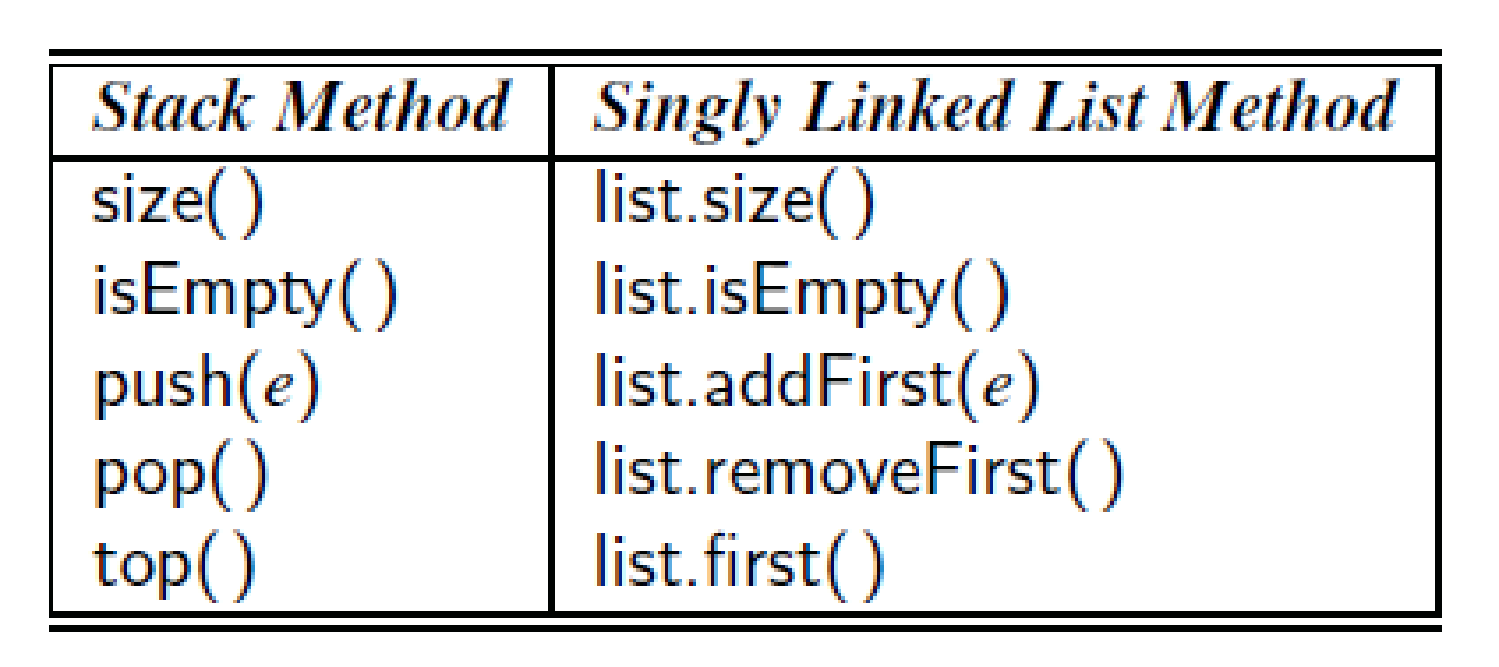 Stack Method Singly Linked List Method
size() list.size()
isEmpty() list.isEmpty()
push(e) list.addFirst(e)
pop() list.removeFirst()
top() list.first()